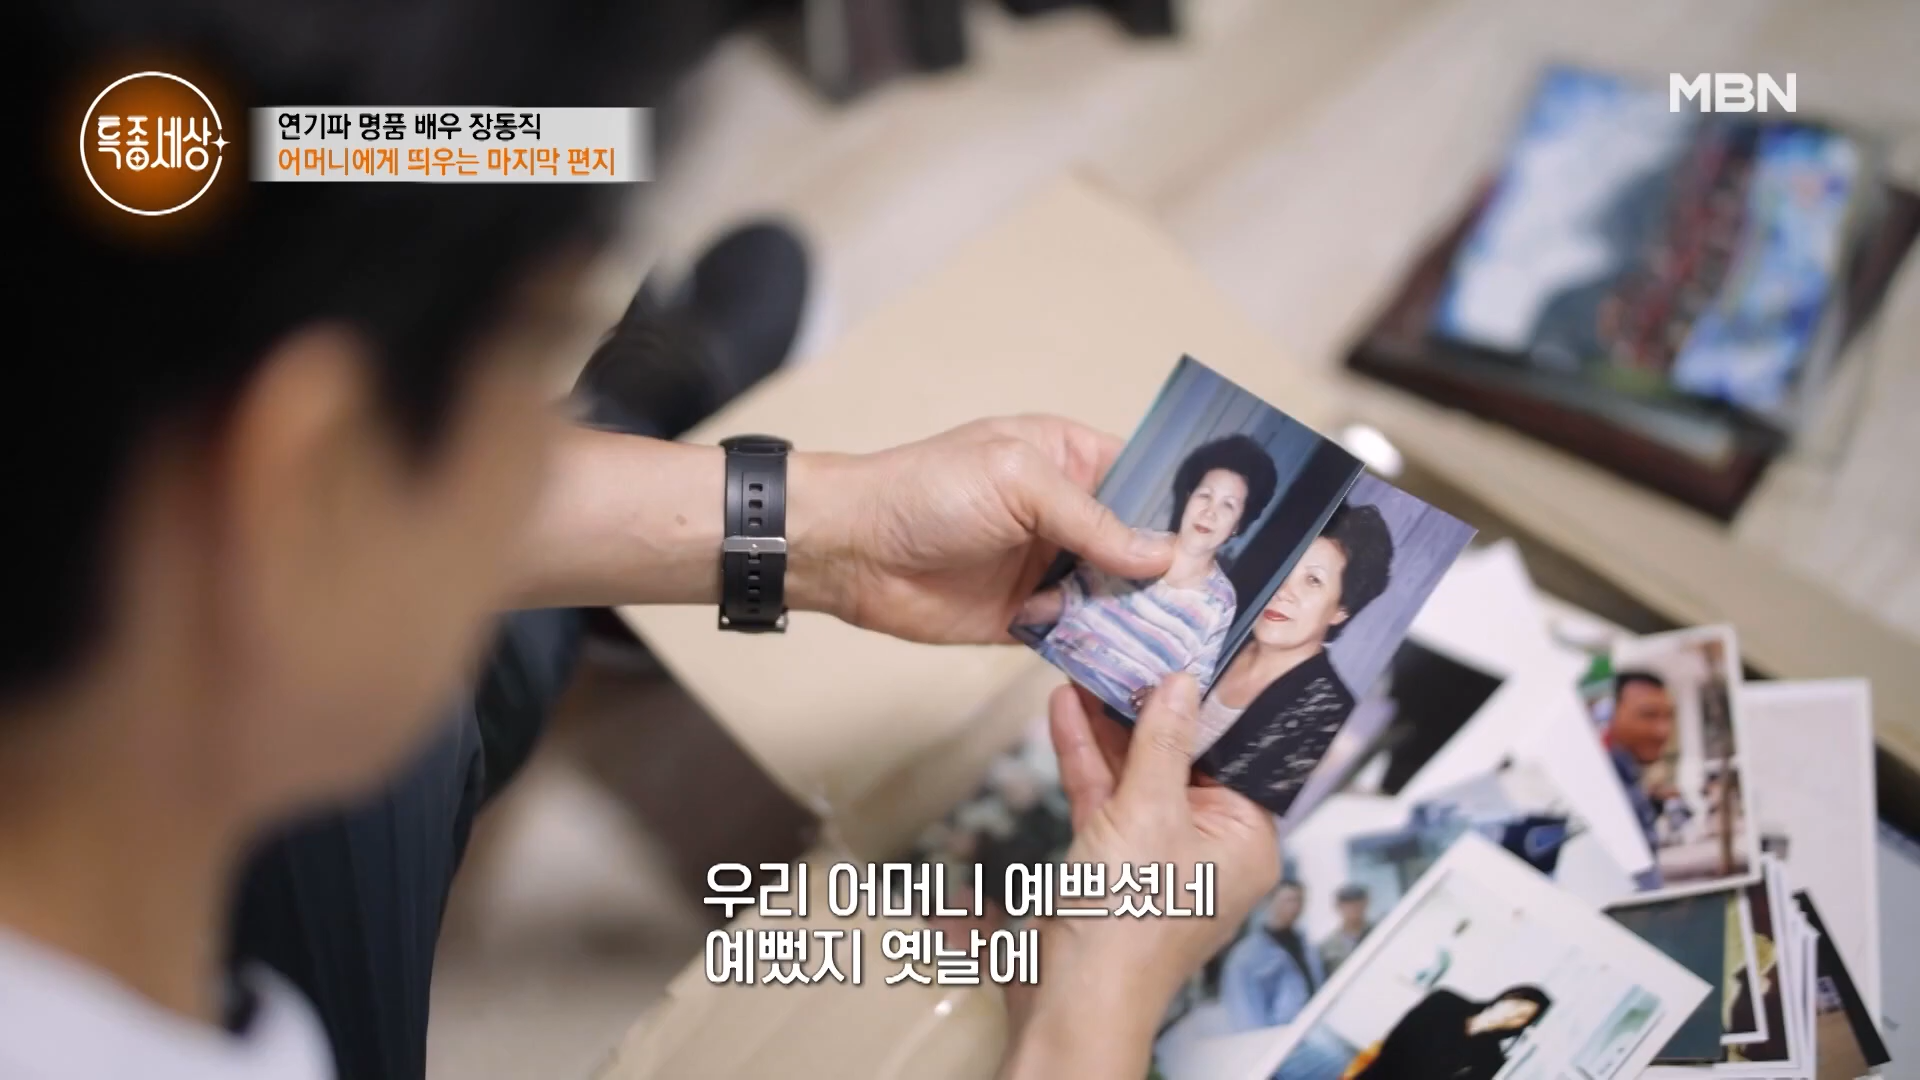 특종세상
연기파 명품 배우 장동직
어머니에게 띄우는 마지막 편지
MBN
우리 어머니 예쁘셨네
예뻤지 옛날에